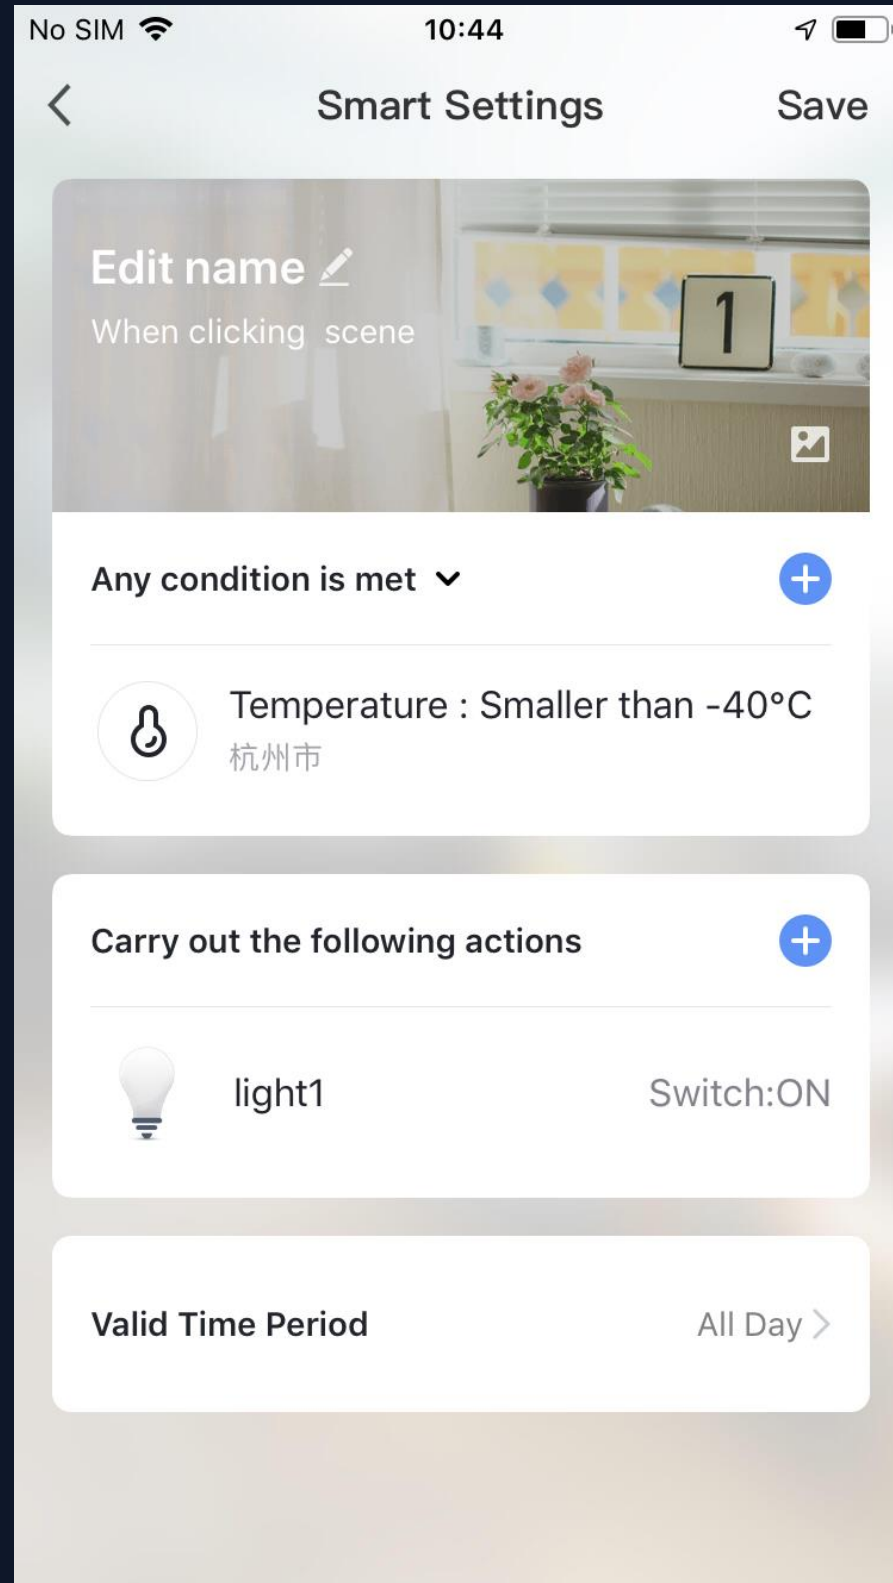 No SIM 10:44
Smart Settings Save
Edit name
When clicking scene
1
Any condition is met
Temperature : Smaller than -40°C
杭州市
Carry out the following actions
light1 Switch:ON
Valid Time Period All Day